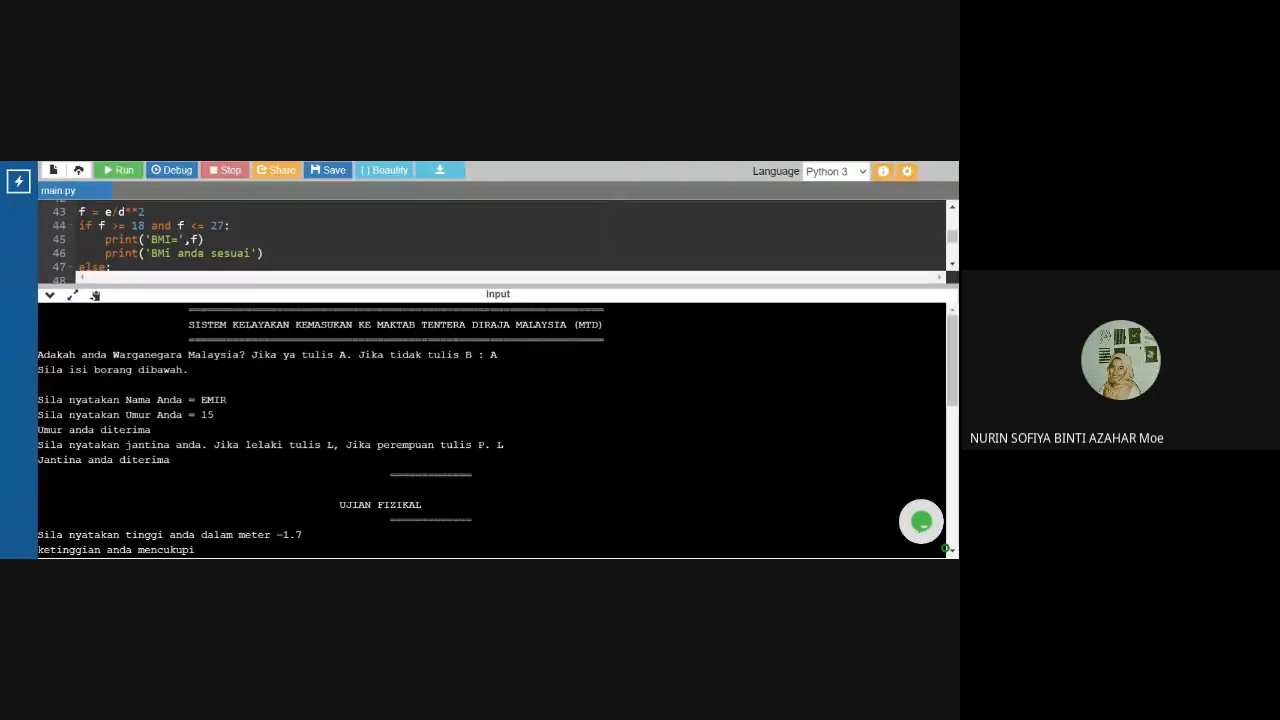 Run Debug Stop Share Save { } Beautify
Language Python 3
main.py
43 f = e/d**2
44 if f >= 18 and f <= 27:
45 print('BMI=',f)
46 print('BMi anda sesuai')
47 else:
48
input
SISTEM KELAYAKAN KEMASUKAN KE MAKTAB TENTERA DIRAJA MALAYSIA (MTD)
Adakah anda Warganegara Malaysia? Jika ya tulis A. Jika tidak tulis B : A
Sila isi borang dibawah.
Sila nyatakan Nama Anda = EMIR
Sila nyatakan Umur Anda = 15
Umur anda diterima
Sila nyatakan jantina anda. Jika lelaki tulis L, Jika perempuan tulis P. L
Jantina anda diterima
UJIAN FIZIKAL
Sila nyatakan tinggi anda dalam meter -1.7
ketinggian anda mencukupi
NURIN SOFIYA BINTI AZAHAR Moe